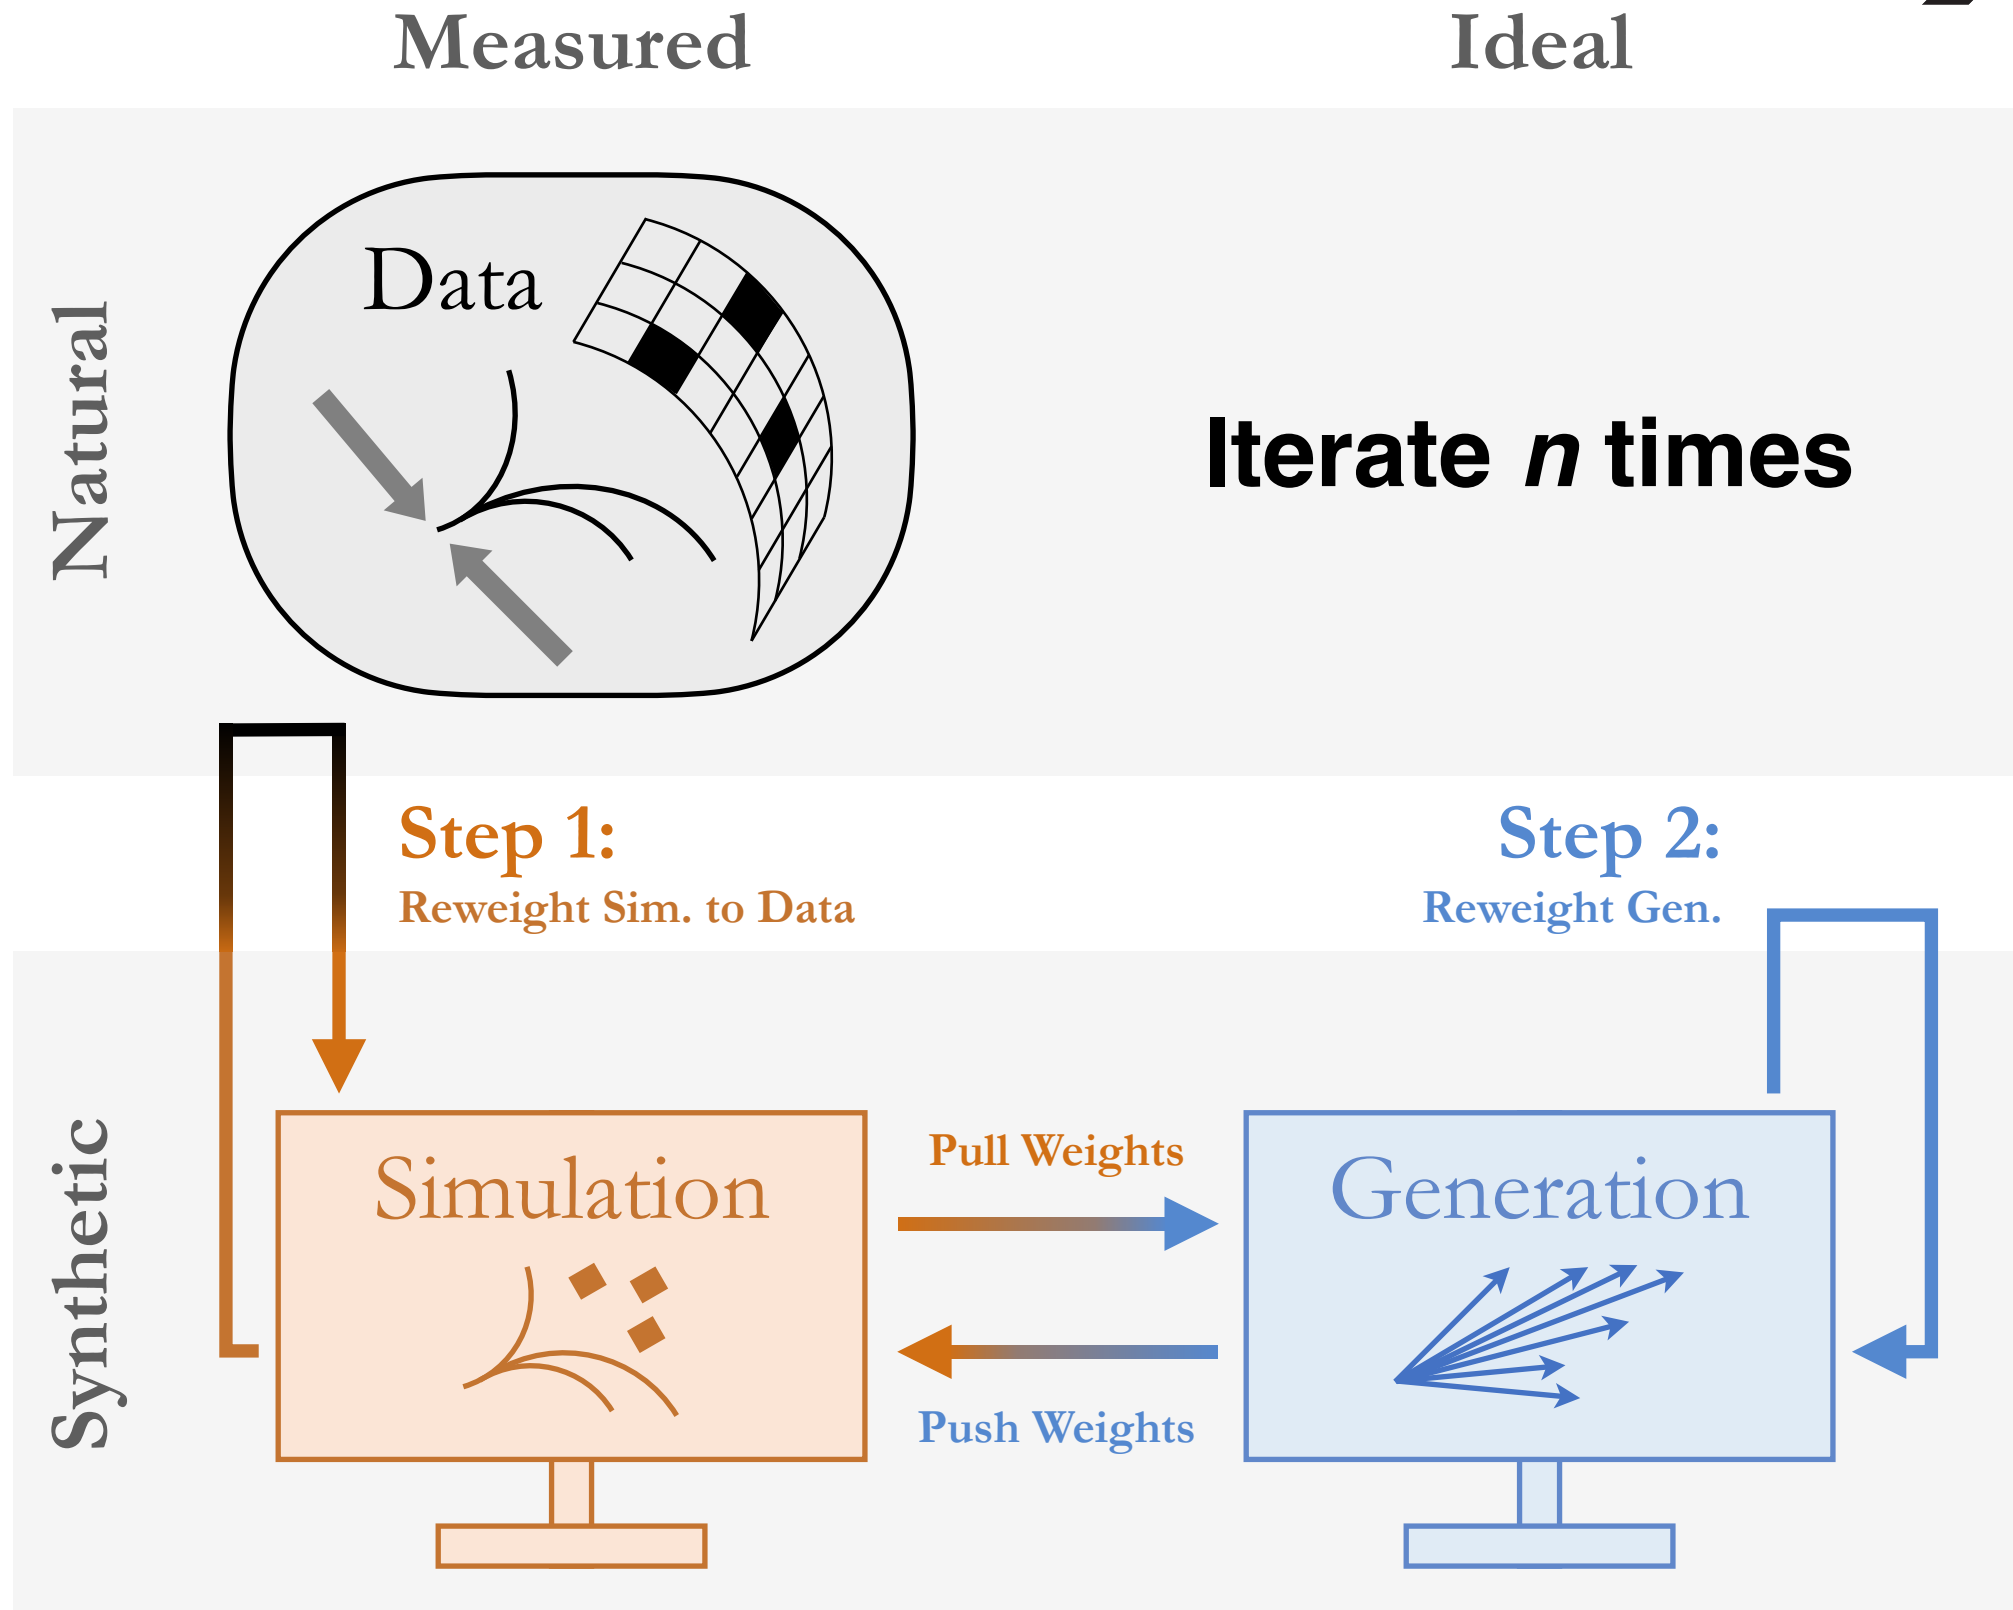 Measured
Ideal
Natural
Data
Iterate n times
Step 1:
Reweight Sim. to Data
Step 2:
Reweight Gen.
Synthetic
Simulation
Pull Weights
Generation
Push Weights